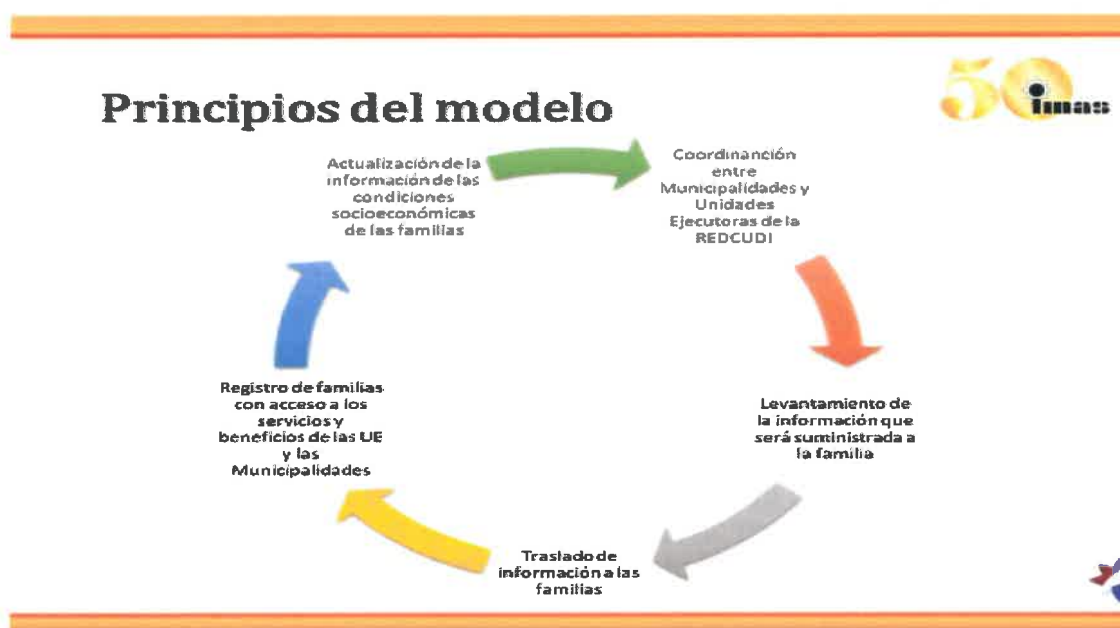 Principios del modelo
50
imas
Actualización de la
información de las
condiciones
socioeconómicas
de las familias
Coordinanción
entre
Municipalidades y
Unidades
Ejecutoras de la
REDCUDI
Levantamiento de
la información que
será suministrada a
la familia
Traslado de
información a las
familias
Registro de familias
con acceso a los
servicios y
beneficios de las UE
y las
Municipalidades